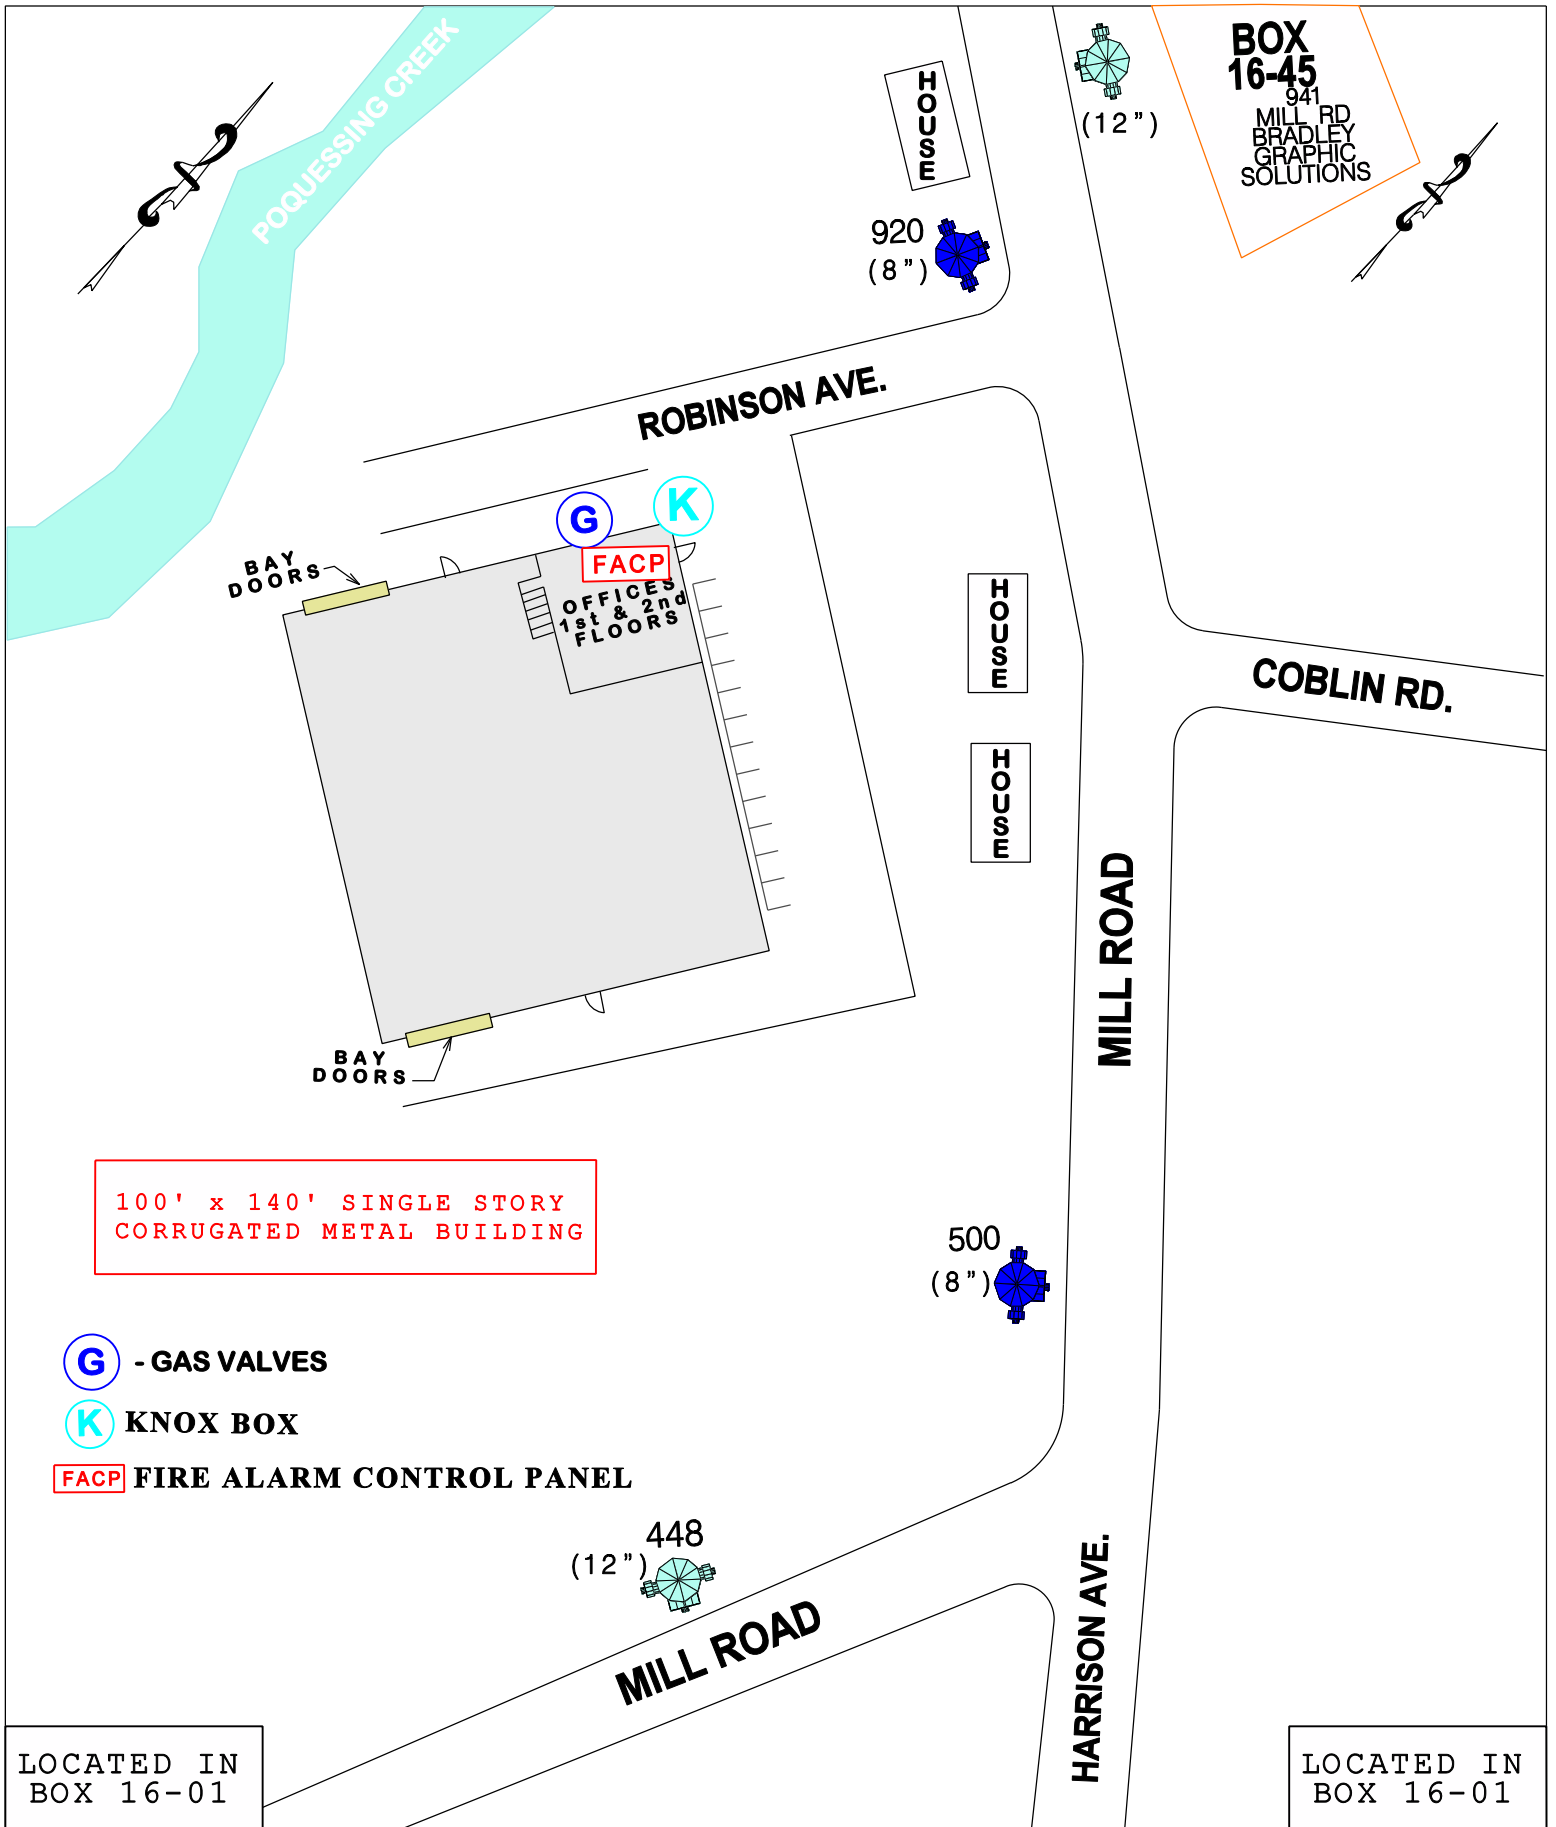 POQUESSING CREEK
HOUSE
(12")
BOX
16-45
941
MILL RD
BRADLEY
GRAPHIC
SOLUTIONS
920
(8")
ROBINSON AVE.
G
K
FACP
OFFICES
1st & 2nd
FLOORS
BAY
DOORS
HOUSE
COBLIN RD.
HOUSE
MILL ROAD
BAY
DOORS
100' x 140' SINGLE STORY
CORRUGATED METAL BUILDING
500
(8")
G - GAS VALVES
K KNOX BOX
FACP FIRE ALARM CONTROL PANEL
448
(12")
MILL ROAD
HARRISON AVE.
LOCATED IN
BOX 16-01
LOCATED IN
BOX 16-01